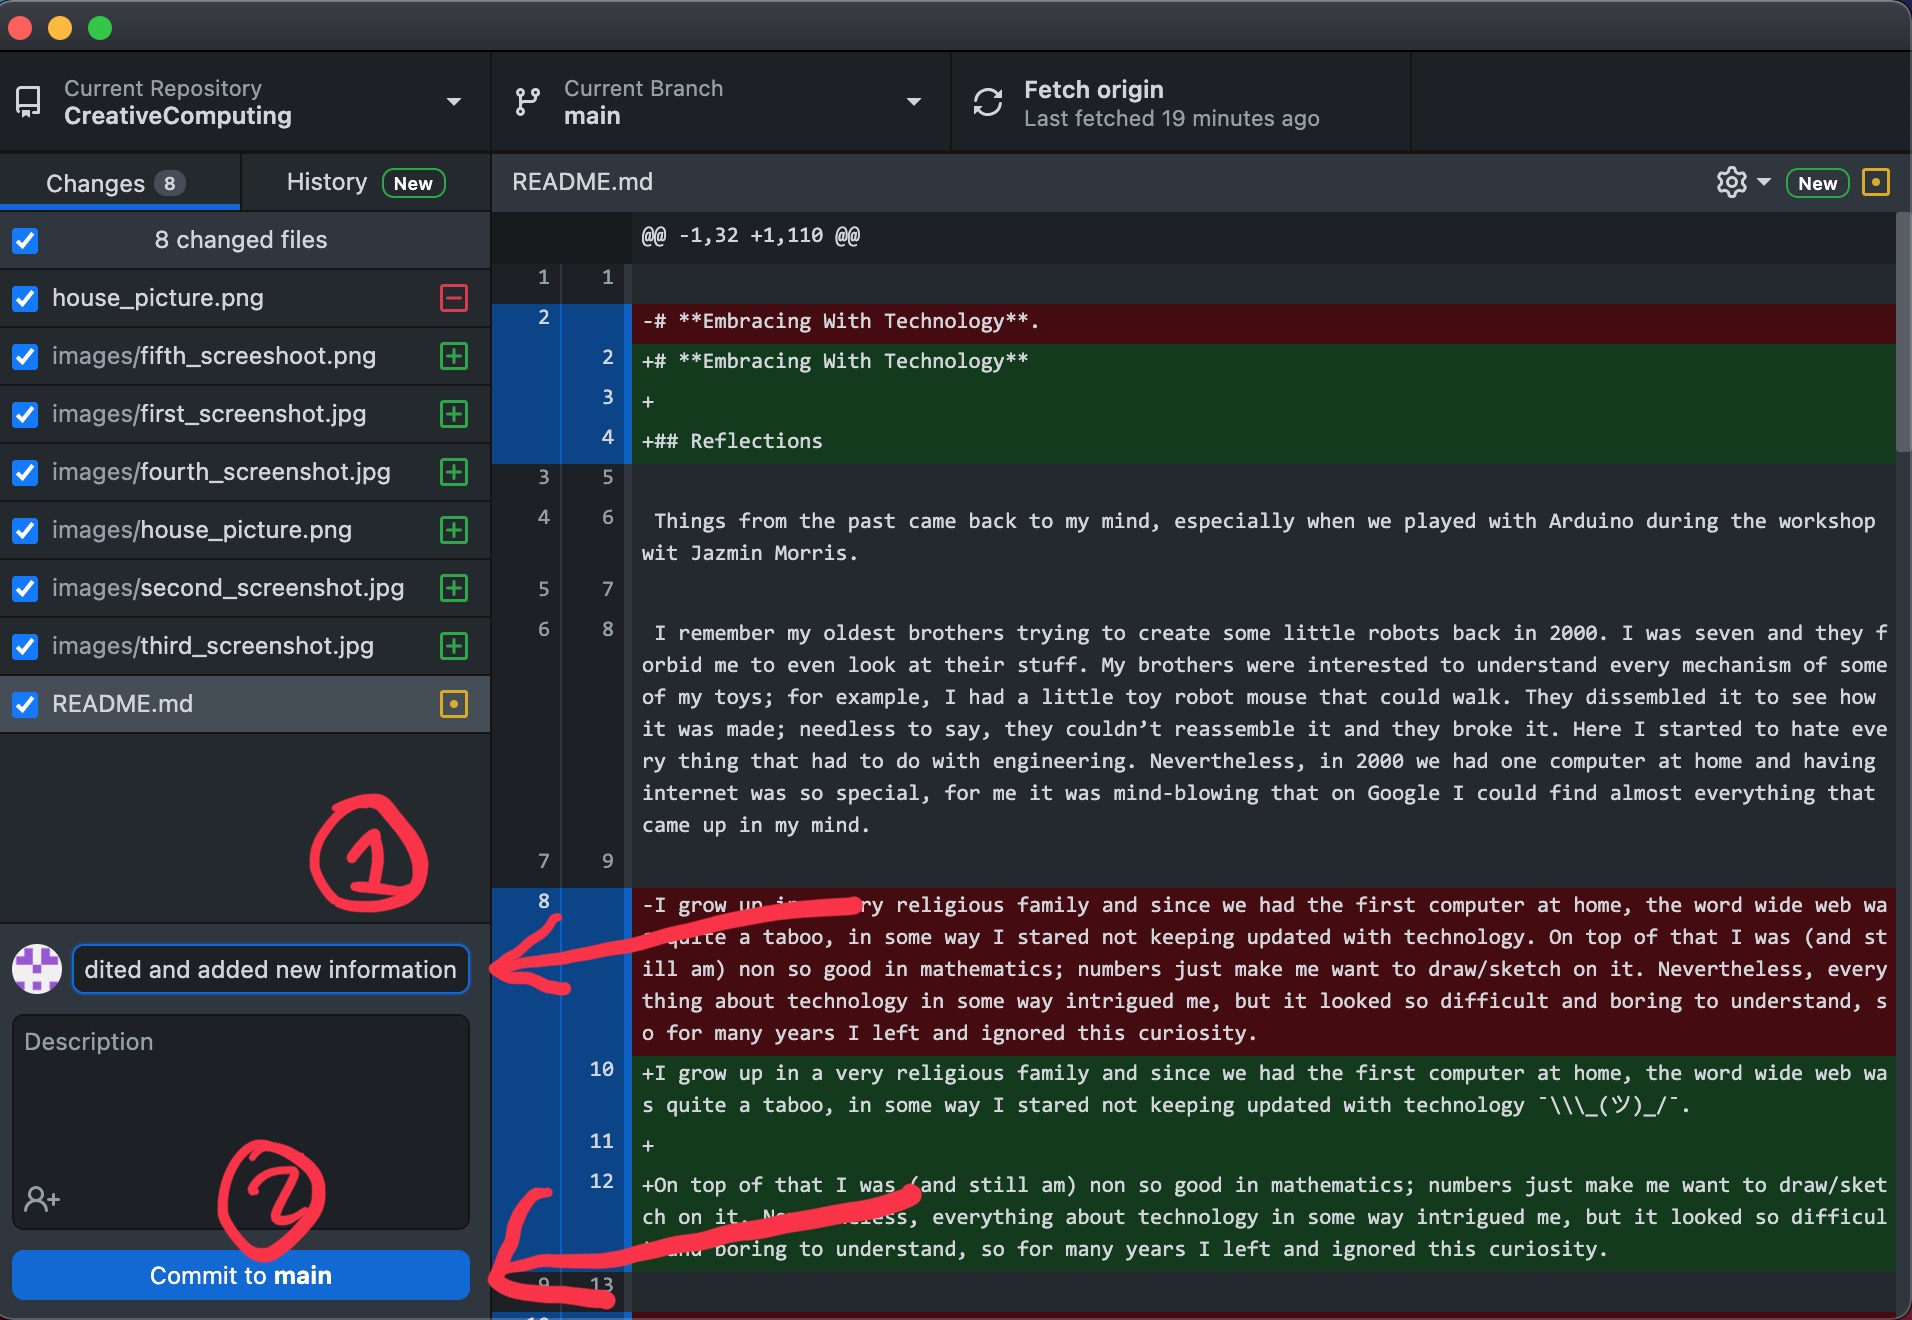 Current Repository
CreativeComputing
Current Branch
main
Fetch origin
Last fetched 19 minutes ago
Changes 8
History New
README.md
New
8 changed files
house_picture.png
images/fifth_screeshoot.png
images/first_screenshot.jpg
images/fourth_screenshot.jpg
images/house_picture.png
images/second_screenshot.jpg
images/third_screenshot.jpg
README.md
1
dited and added new information
Description
2
Commit to main
@@ -1,32 +1,110 @@
1 1
2 -# **Embracing With Technology**.
2 +# **Embracing With Technology**
3 +
4 +## Reflections
3 5
4 6 Things from the past came back to my mind, especially when we played with Arduino during the workshop
wit Jazmin Morris.
5 7
6 8 I remember my oldest brothers trying to create some little robots back in 2000. I was seven and they f
orbid me to even look at their stuff. My brothers were interested to understand every mechanism of some
of my toys; for example, I had a little toy robot mouse that could walk. They dissembled it to see how
it was made; needless to say, they couldn’t reassemble it and they broke it. Here I started to hate eve
ry thing that had to do with engineering. Nevertheless, in 2000 we had one computer at home and having
internet was so special, for me it was mind-blowing that on Google I could find almost everything that
came up in my mind.
7 9
8 -I grow up in a very religious family and since we had the first computer at home, the word wide web wa
s quite a taboo, in some way I stared not keeping updated with technology. On top of that I was (and st
ill am) non so good in mathematics; numbers just make me want to draw/sketch on it. Nevertheless, every
thing about technology in some way intrigued me, but it looked so difficult and boring to understand, s
o for many years I left and ignored this curiosity.
10 +I grow up in a very religious family and since we had the first computer at home, the word wide web wa
s quite a taboo, in some way I stared not keeping updated with technology ¯\\\_(ツ)_/¯.
11 +
12 +On top of that I was (and still am) non so good in mathematics; numbers just make me want to draw/sket
ch on it. Nevertheless, everything about technology in some way intrigued me, but it looked so difficul
and boring to understand, so for many years I left and ignored this curiosity.
9 13